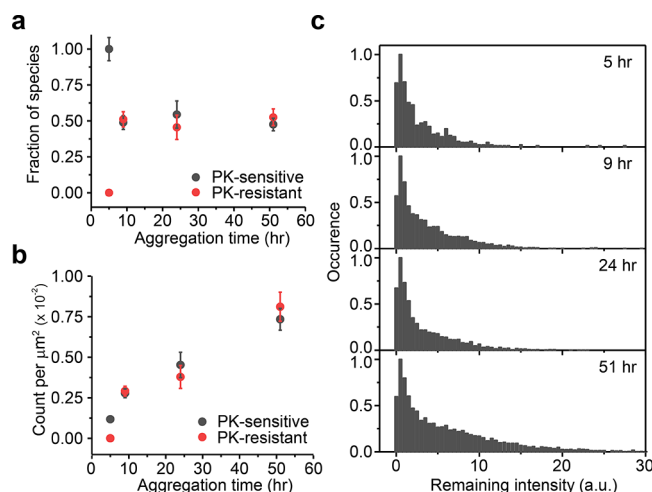 a
1.00
0.75
0.50
0.25
0.00
Fraction of species
PK-sensitive
PK-resistant
0 10 20 30 40 50 60
Aggregation time (hr)
b
1.00
0.75
0.50
0.25
0.00
Count per μm² (x 10⁻²)
PK-sensitive
PK-resistant
0 10 20 30 40 50 60
Aggregation time (hr)
c
5 hr
1.0
0.5
0.0
9 hr
1.0
0.5
0.0
24 hr
1.0
0.5
0.0
51 hr
1.0
0.5
0.0
Occurence
0 10 20 30
Remaining intensity (a.u.)